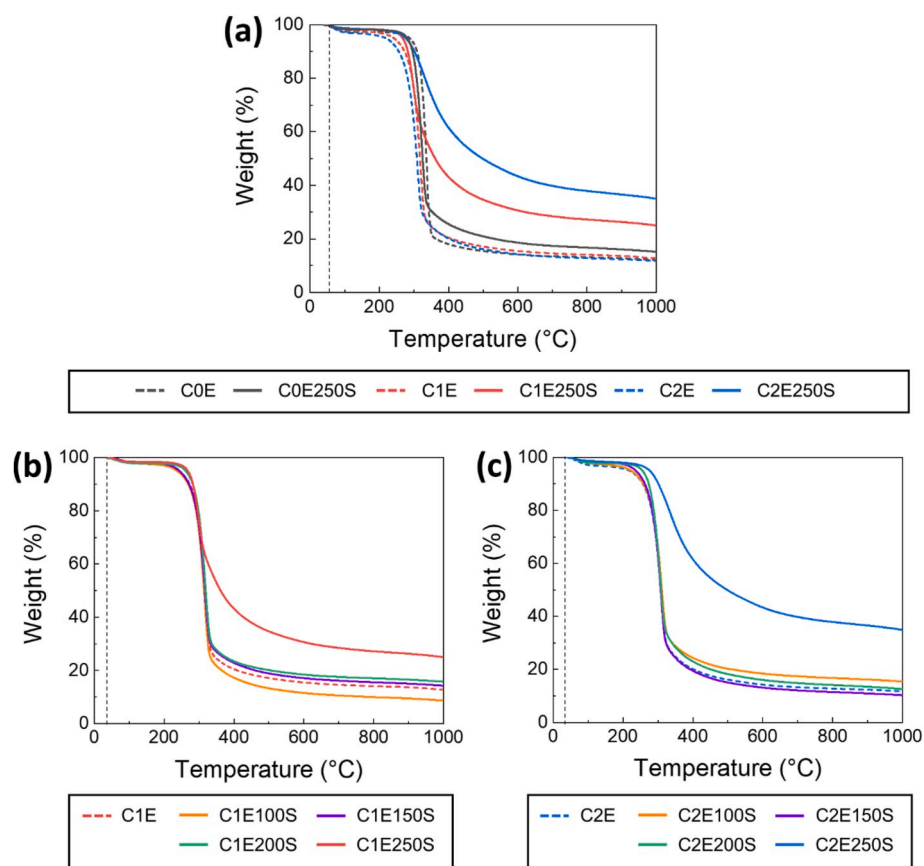 (a)
100
80
60
40
20
0
Weight (%)
0 200 400 600 800 1000
Temperature (°C)
C0E C0E250S C1E C1E250S C2E C2E250S
(b)
100
80
60
40
20
0
Weight (%)
0 200 400 600 800 1000
Temperature (°C)
C1E C1E100S C1E150S
C1E200S C1E250S
(c)
100
80
60
40
20
0
Weight (%)
0 200 400 600 800 1000
Temperature (°C)
C2E C2E100S C2E150S
C2E200S C2E250S